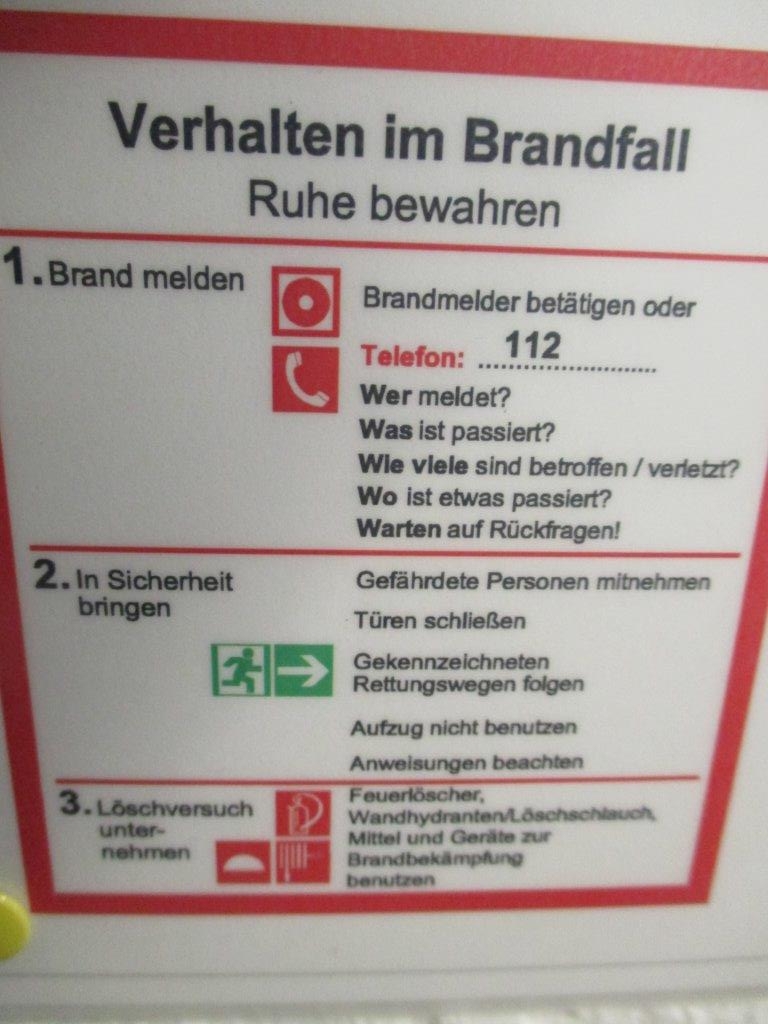 Verhalten im Brandfall
Ruhe bewahren
1. Brand melden
Brandmelder betätigen oder
Telefon: ....112....................
Wer meldet?
Was ist passiert?
Wie viele sind betroffen / verletzt?
Wo ist etwas passiert?
Warten auf Rückfragen!
2. In Sicherheit
bringen
Gefährdete Personen mitnehmen
Türen schließen
Gekennzeichneten
Rettungswegen folgen
Aufzug nicht benutzen
Anweisungen beachten
3. Löschversuch
unter-
nehmen
Feuerlöscher,
Wandhydranten/Löschschlauch,
Mittel und Geräte zur
Brandbekämpfung
benutzen